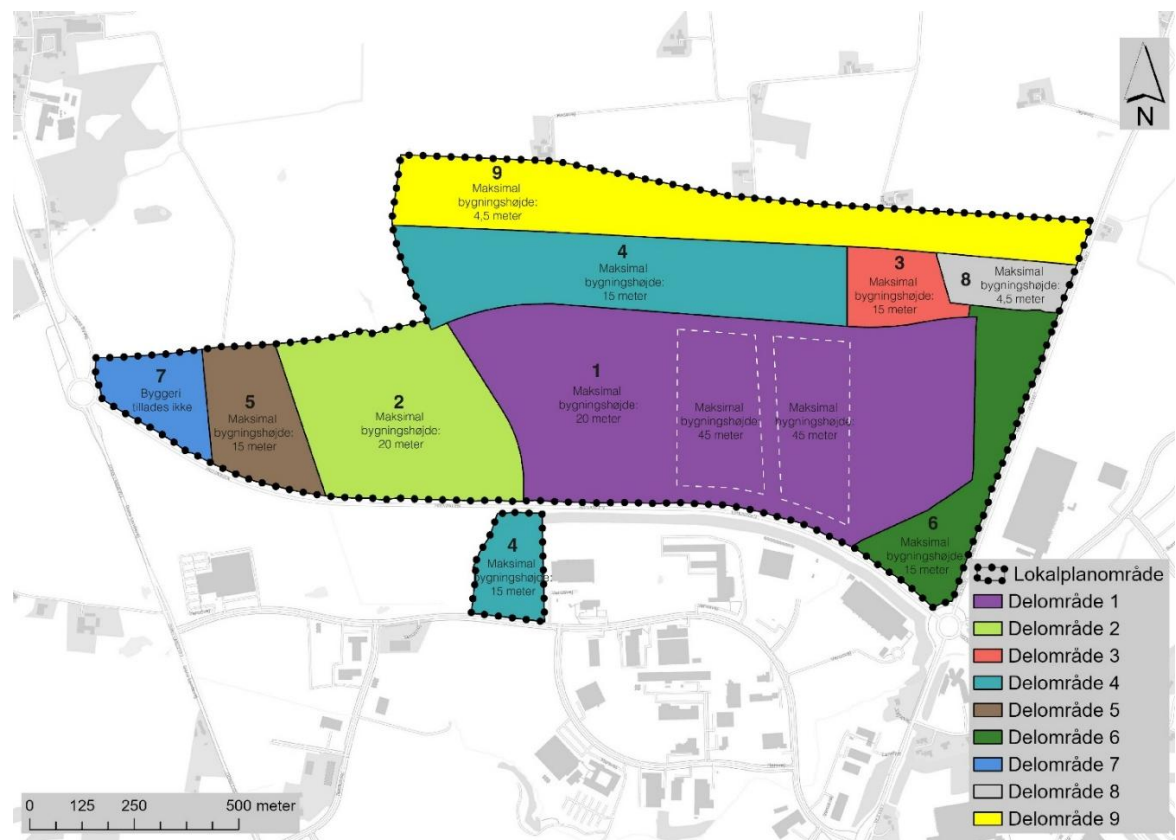 N
9
Maksimal
bygningshøjde:
4,5 meter
4
Maksimal
bygningshøjde:
15 meter
3
Maksimal
bygningshøjde:
15 meter
8
Maksimal
bygningshøjde:
4,5 meter
7
Byggeri
tillades ikke
5
Maksimal
bygningshøjde:
15 meter
2
Maksimal
bygningshøjde:
20 meter
1
Maksimal
bygningshøjde:
20 meter
Maksimal
bygningshøjde:
45 meter
Maksimal
bygningshøjde:
45 meter
6
Maksimal
bygningshøjde:
15 meter
4
Maksimal
bygningshøjde:
15 meter
Lokalplanområde
Delområde 1
Delområde 2
Delområde 3
Delområde 4
Delområde 5
Delområde 6
Delområde 7
Delområde 8
Delområde 9
0 125 250 500 meter